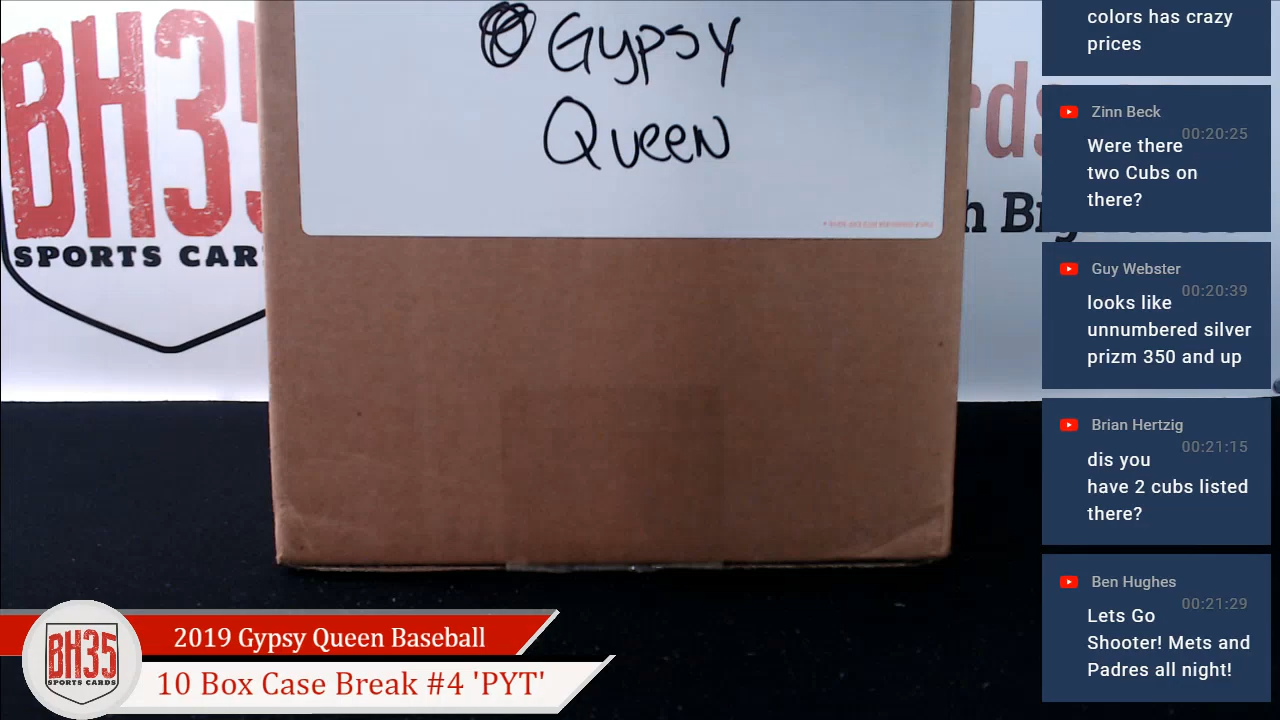 Gypsy
Queen
BH35
SPORTS CAR
rds
h Bi
2019 Gypsy Queen Baseball
10 Box Case Break #4 'PYT'
BH35
SPORTS CARDS
colors has crazy
prices
Zinn Beck
00:20:25
Were there
two Cubs on
there?
Guy Webster
00:20:39
looks like
unnumbered silver
prizm 350 and up
Brian Hertzig
00:21:15
dis you
have 2 cubs listed
there?
Ben Hughes
00:21:29
Lets Go
Shooter! Mets and
Padres all night!